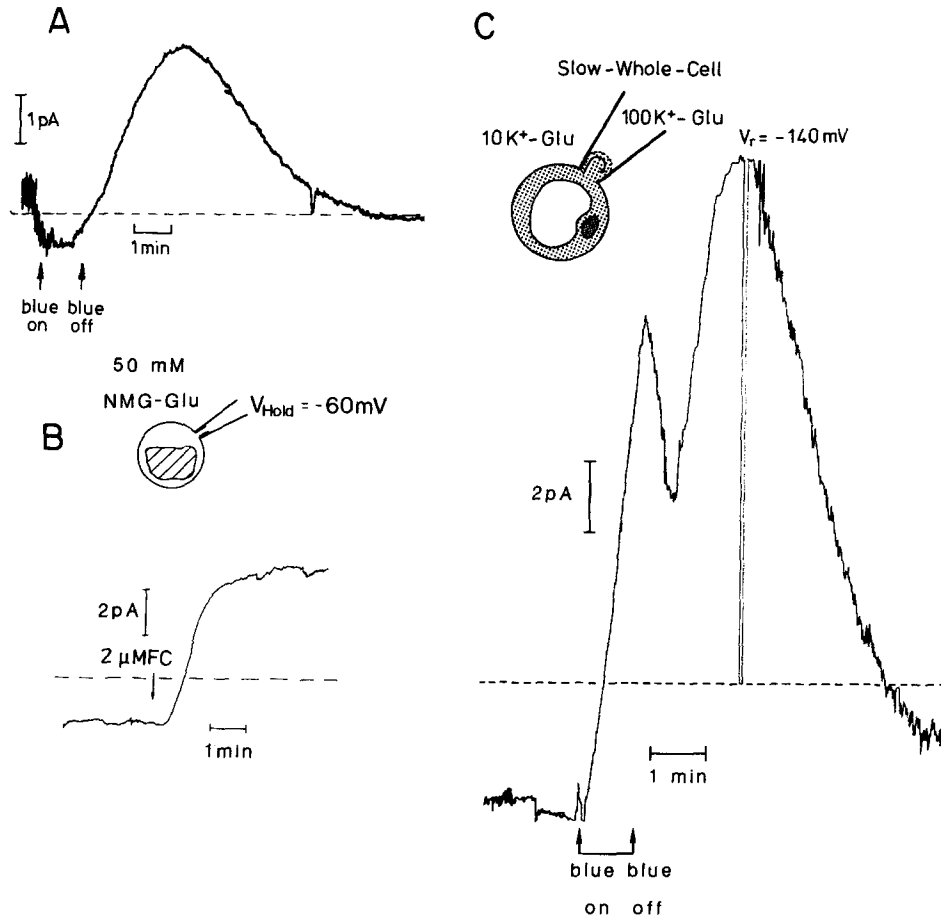 A
1pA
1min
blue on
blue off
50 mM
NMG-Glu
V_Hold = -60mV
B
2pA
2 µMFC
1min
C
Slow-Whole-Cell
10K⁺-Glu
100K⁺-Glu
V_r = -140mV
2pA
1 min
blue blue
on off